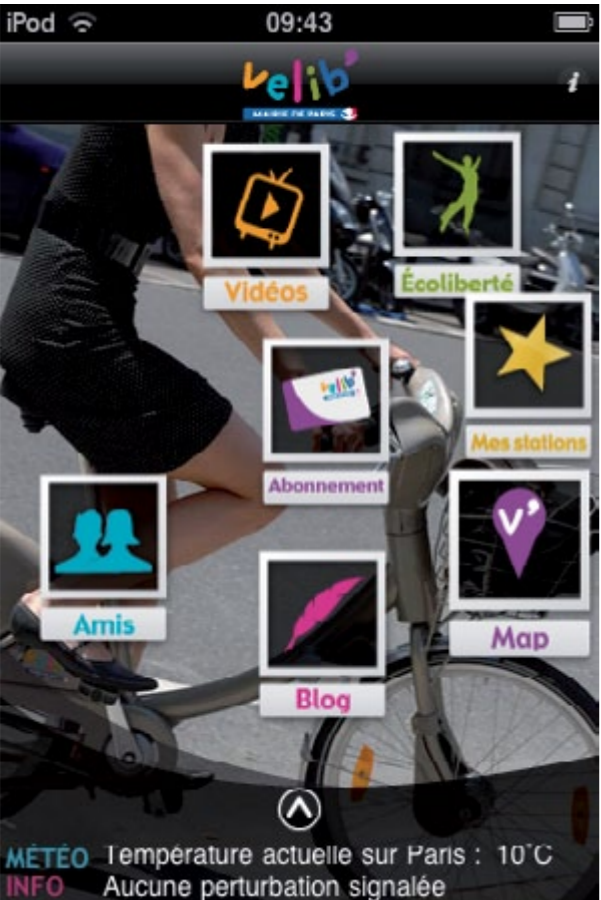 iPod 09:43
velib'
MAIRIE DE PARIS
i
Vidéos
Écoliberté
velib'
Mes stations
Abonnement
V'
Amis
Map
Blog
MÉTÉO Température actuelle sur Paris : 10°C
INFO Aucune perturbation signalée